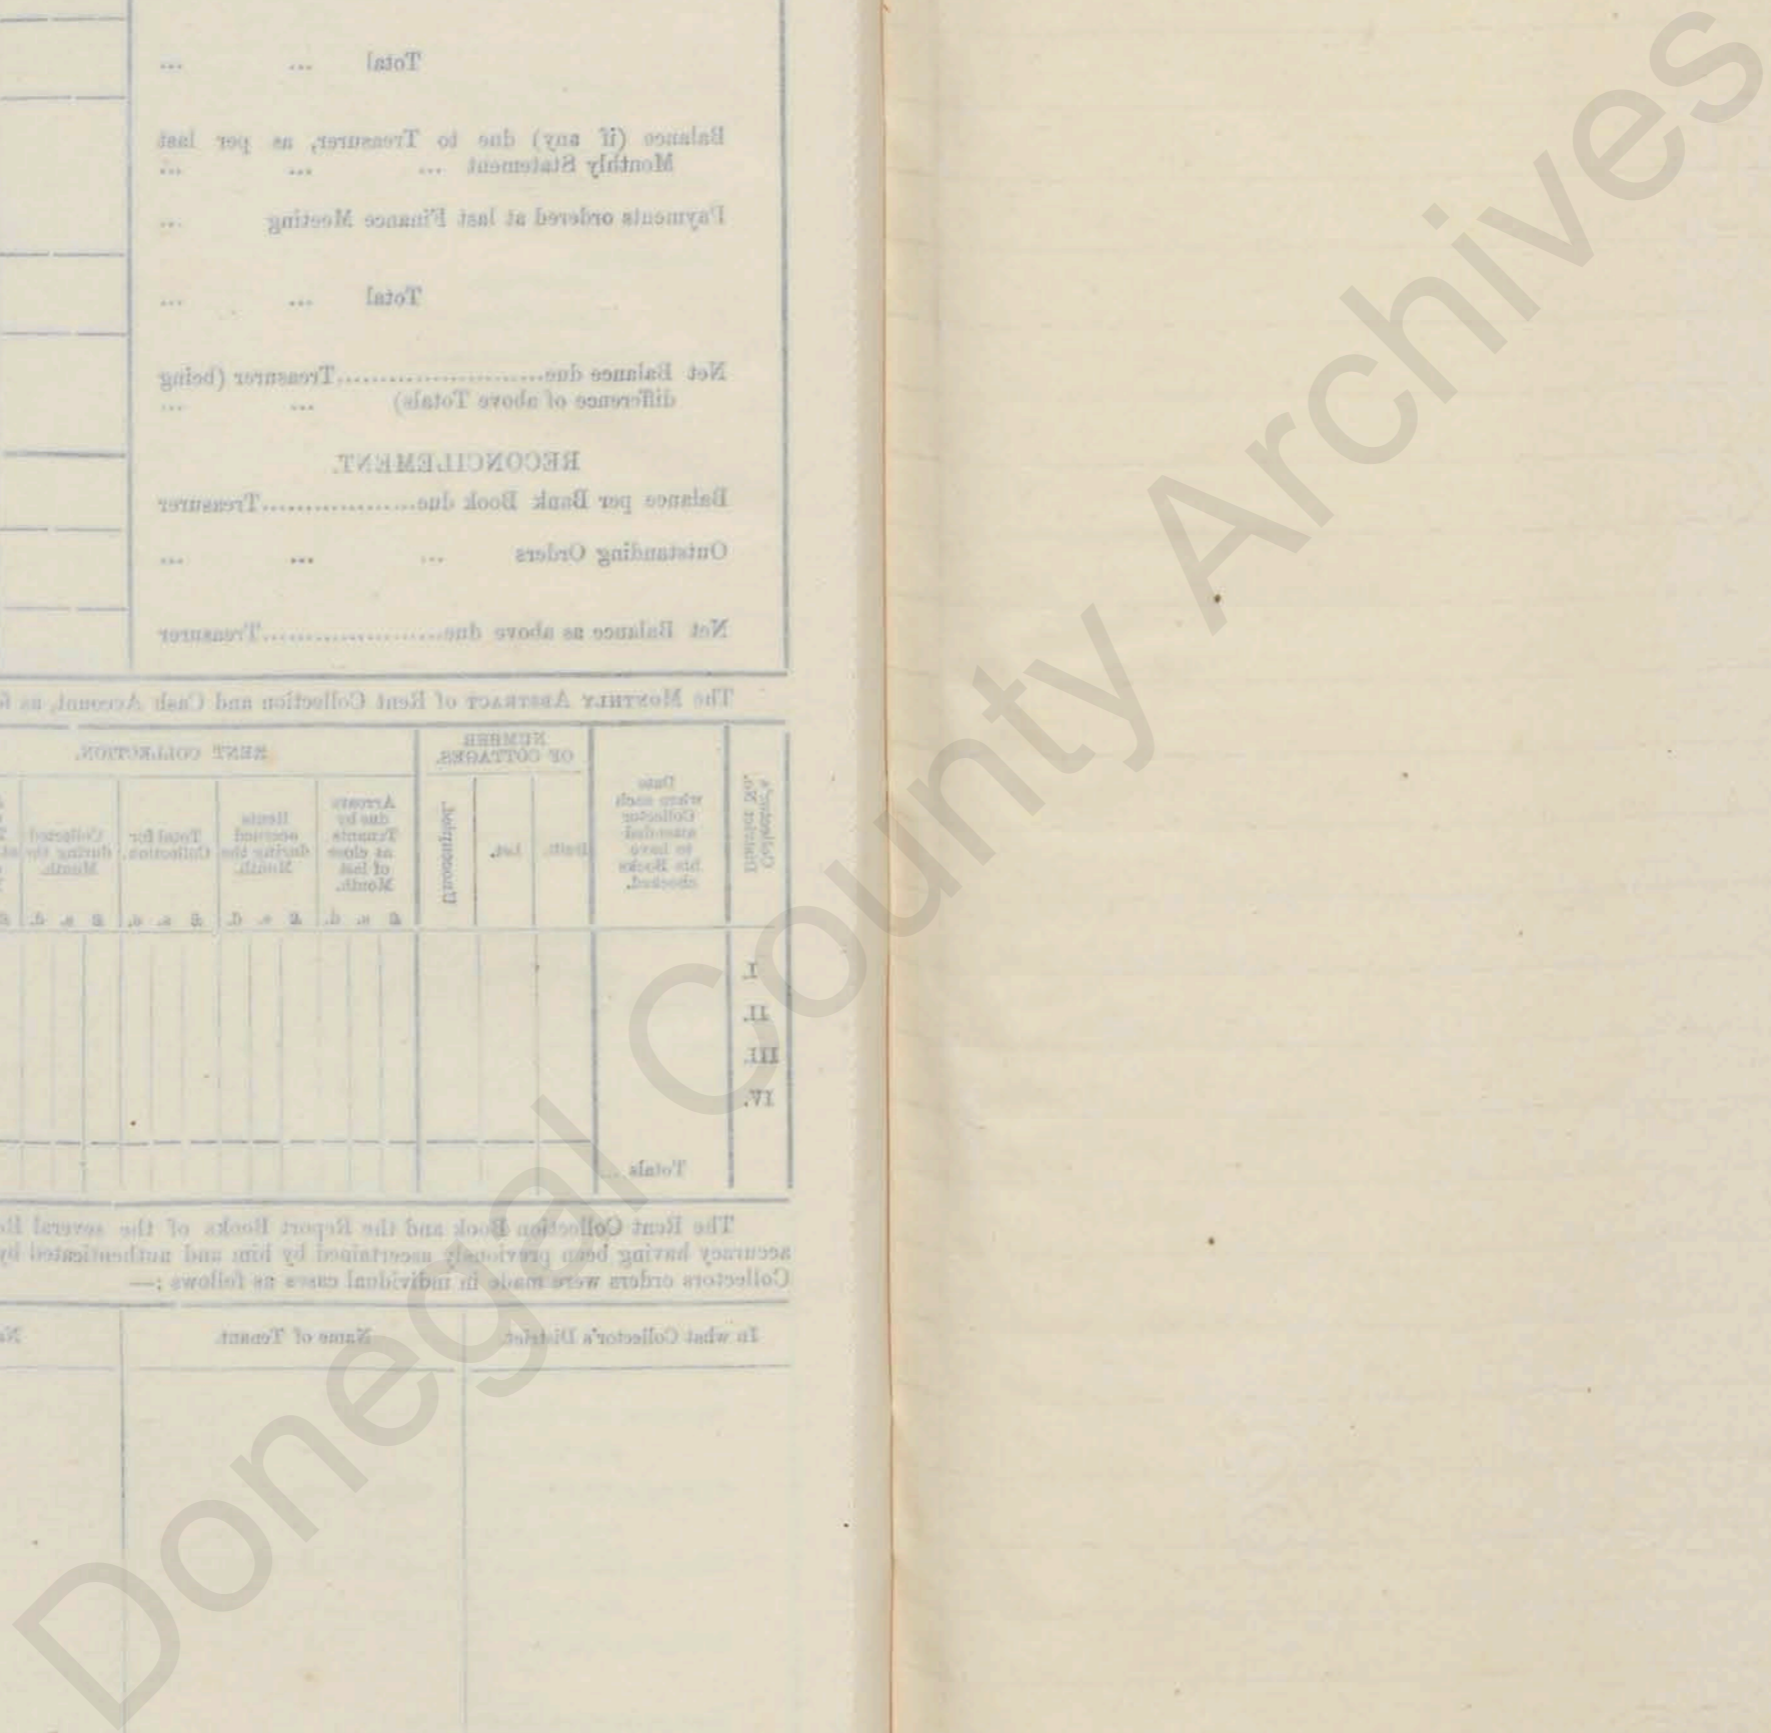 Total ... ...
Balance (if any) due to Treasurer, as per last
Monthly Statement ... ... ...
Payments ordered at last Finance Meeting ...
Total ... ...
Net Balance due........................Treasurer (being
difference of above Totals) ... ...
RECONCILEMENT.
Balance per Bank Book due..................Treasurer
Outstanding Orders ... ... ...
Net Balance as above due.....................Treasurer
The MONTHLY ABSTRACT of Rent Collection and Cash Account, as
Collector's
District No.
Date
when each
Collector
attended
to have
his Books
checked.
NUMBER
OF COTTAGES.
Built.
Let.
Unoccupied.
RENT COLLECTION.
Arrears
due by
Tenants
at close
of last
Month.
Rents
accrued
during the
Month.
Total for
Collection.
Collected
during the
Month.
£ s. d. £ s. d. £ s. d. £ s. d.
I.
II.
III.
IV.
Totals ...
The Rent Collection Book and the Report Books of the several
accuracy having been previously ascertained by him and authenticated by
Collectors orders were made in individual cases as follows :—
In what Collector's District. Name of Tenant.
Donegal County Archives